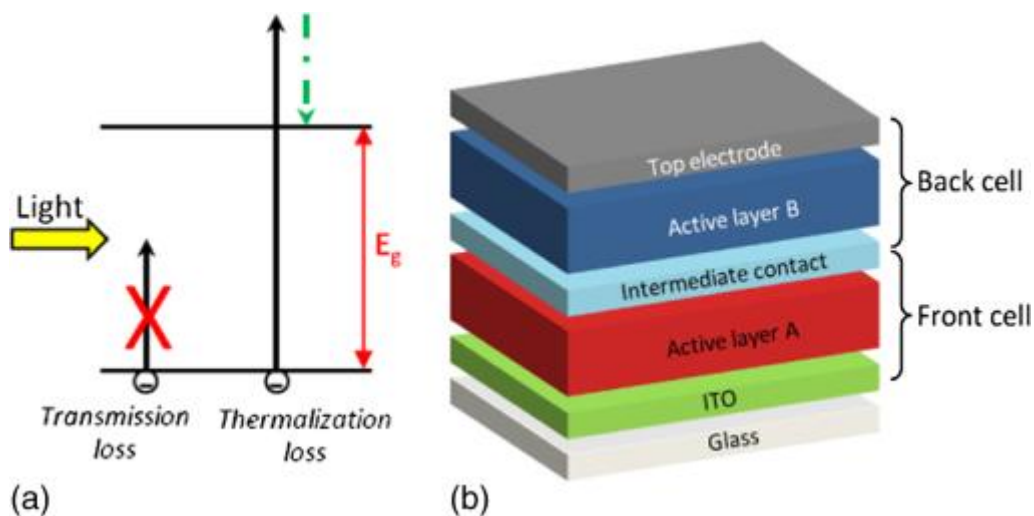 Light
E_g
Transmission
loss
Thermalization
loss
(a)
Top electrode
Active layer B
Intermediate contact
Active layer A
ITO
Glass
Back cell
Front cell
(b)